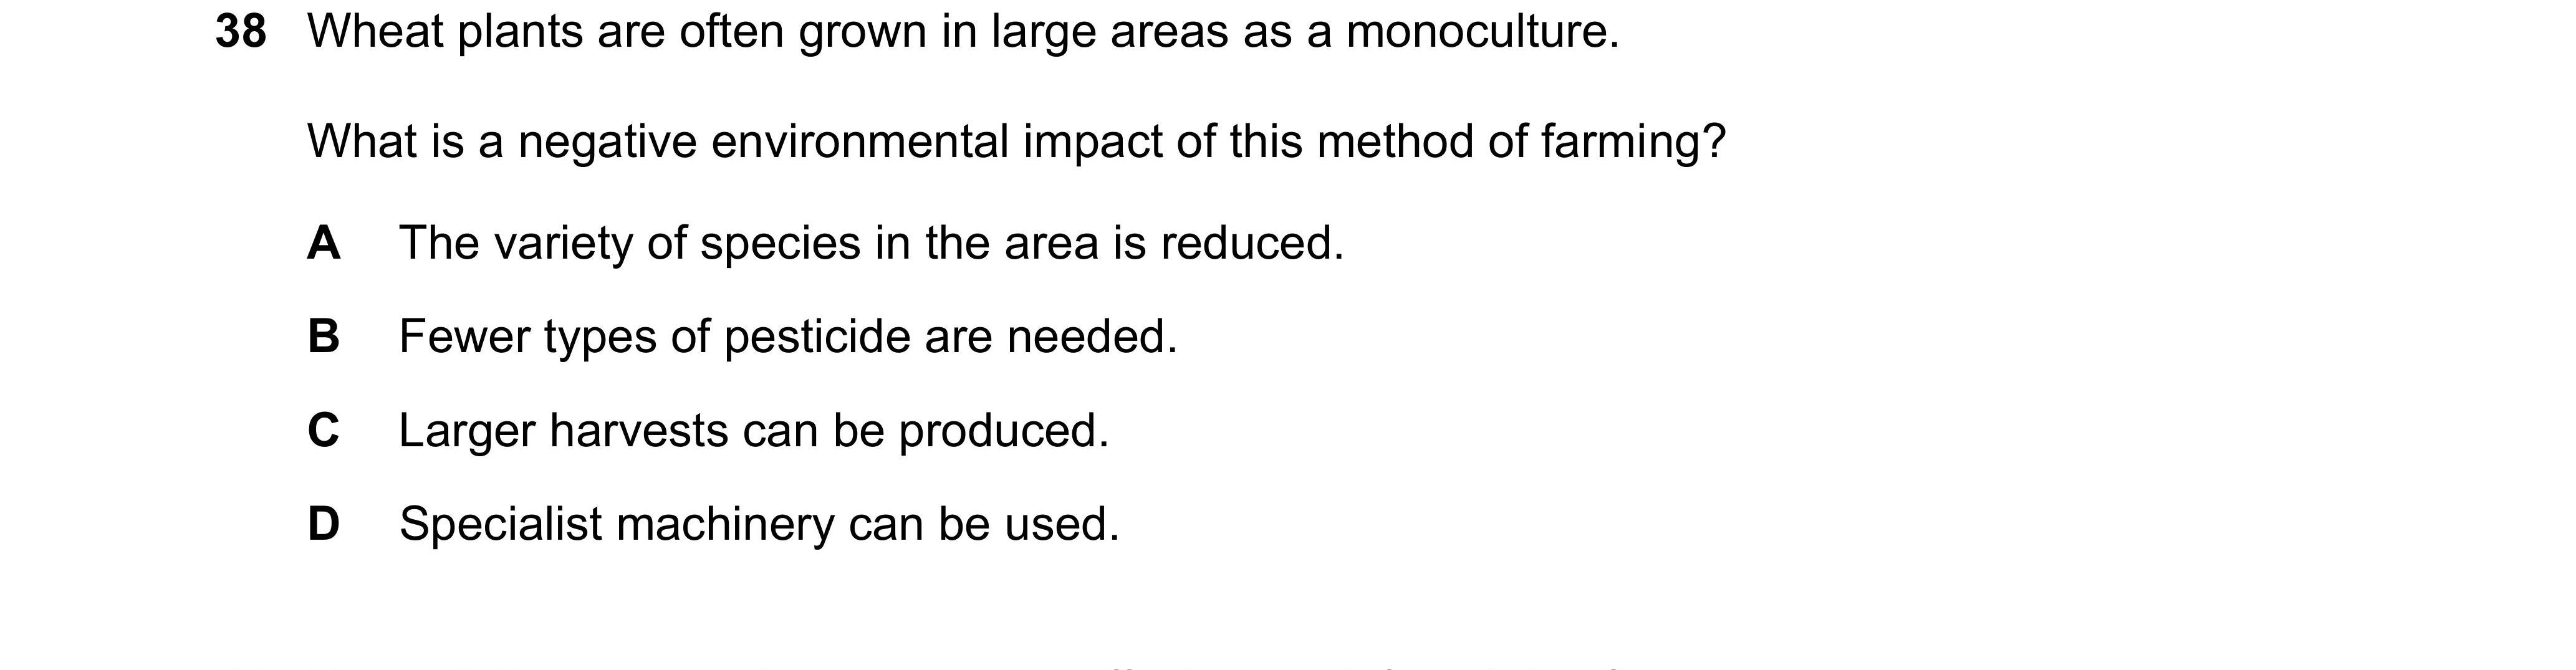 38 Wheat plants are often grown in large areas as a monoculture.
What is a negative environmental impact of this method of farming?
A The variety of species in the area is reduced.
B Fewer types of pesticide are needed.
C Larger harvests can be produced.
D Specialist machinery can be used.